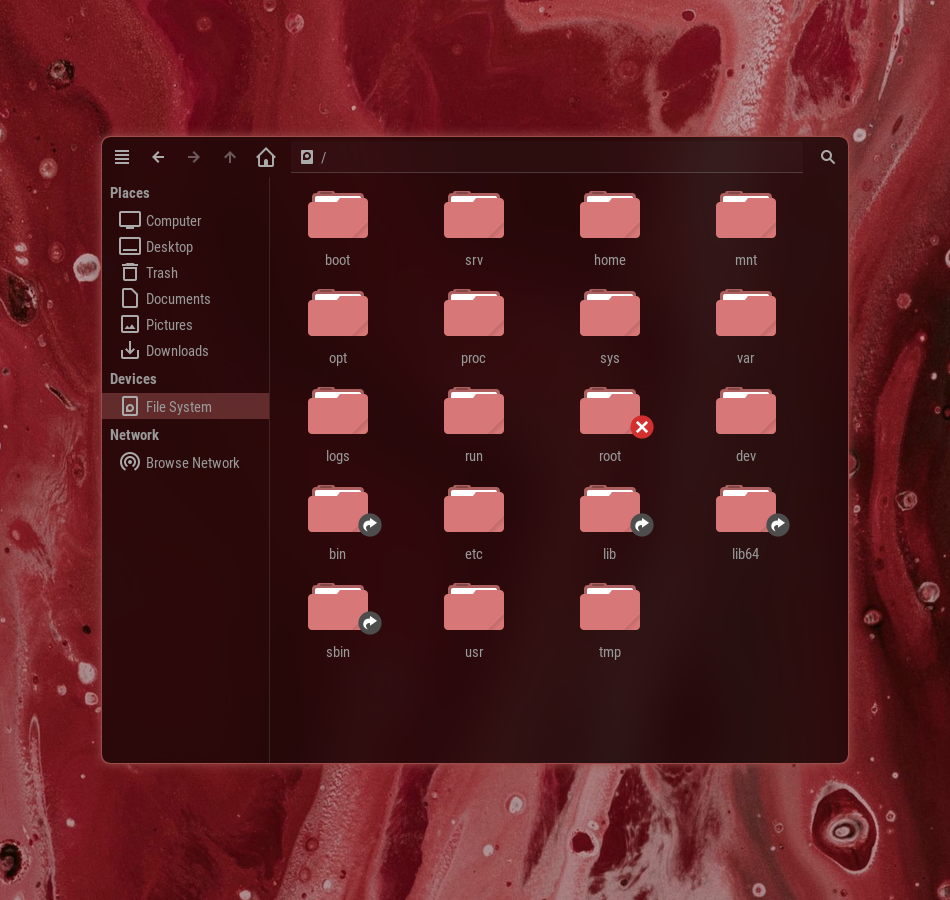 /
Places
Computer
Desktop
Trash
Documents
Pictures
Downloads
Devices
File System
Network
Browse Network
boot srv home mnt
opt proc sys var
logs run root dev
bin etc lib lib64
sbin usr tmp